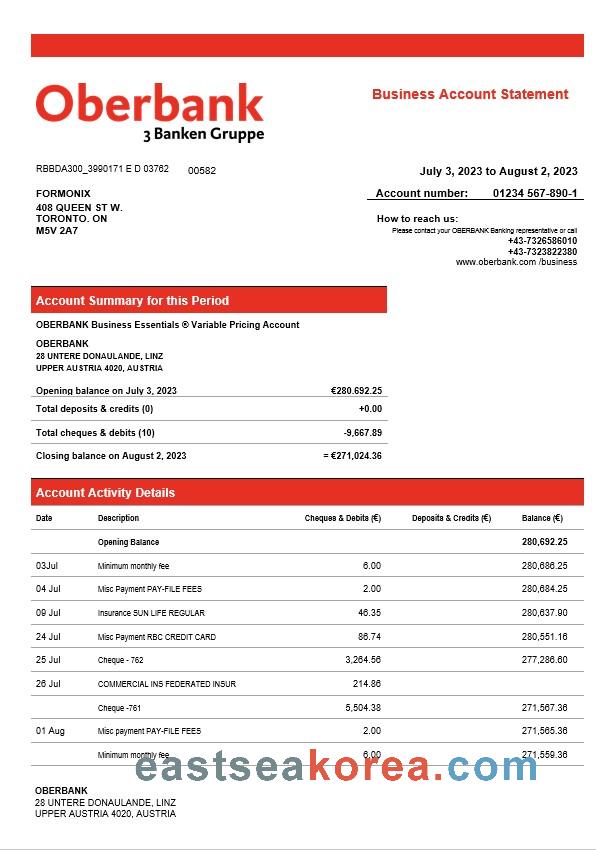 Oberbank
3 Banken Gruppe
Business Account Statement
RBBDA300_3990171 E D 03762 00582
July 3, 2023 to August 2, 2023
FORMONIX
408 QUEEN ST W.
TORONTO. ON
M5V 2A7
Account number: 01234 567-890-1
How to reach us:
Please contact your OBERBANK Banking representative or call
+43-7326586010
+43-7323822380
www.oberbank.com /business
Account Summary for this Period
OBERBANK Business Essentials ® Variable Pricing Account
OBERBANK
28 UNTERE DONAULANDE, LINZ
UPPER AUSTRIA 4020, AUSTRIA
Opening balance on July 3, 2023 €280.692.25
Total deposits & credits (0) +0.00
Total cheques & debits (10) -9,667.89
Closing balance on August 2, 2023 = €271,024.36
Account Activity Details
Date Description Cheques & Debits (€) Deposits & Credits (€) Balance (€)
Opening Balance 280,692.25
03Jul Minimum monthly fee 6.00 280,686.25
04 Jul Misc Payment PAY-FILE FEES 2.00 280,684.25
09 Jul Insurance SUN LIFE REGULAR 46.35 280,637.90
24 Jul Misc Payment RBC CREDIT CARD 86.74 280,551.16
25 Jul Cheque - 762 3,264.56 277,286.60
26 Jul COMMERCIAL INS FEDERATED INSUR 214.86
Cheque -761 5,504.38 271,567.36
01 Aug Misc payment PAY-FILE FEES 2.00 271,565.36
Minimum monthly fee 6.00 271,559.36
eastseakorea.com
OBERBANK
28 UNTERE DONAULANDE, LINZ
UPPER AUSTRIA 4020, AUSTRIA